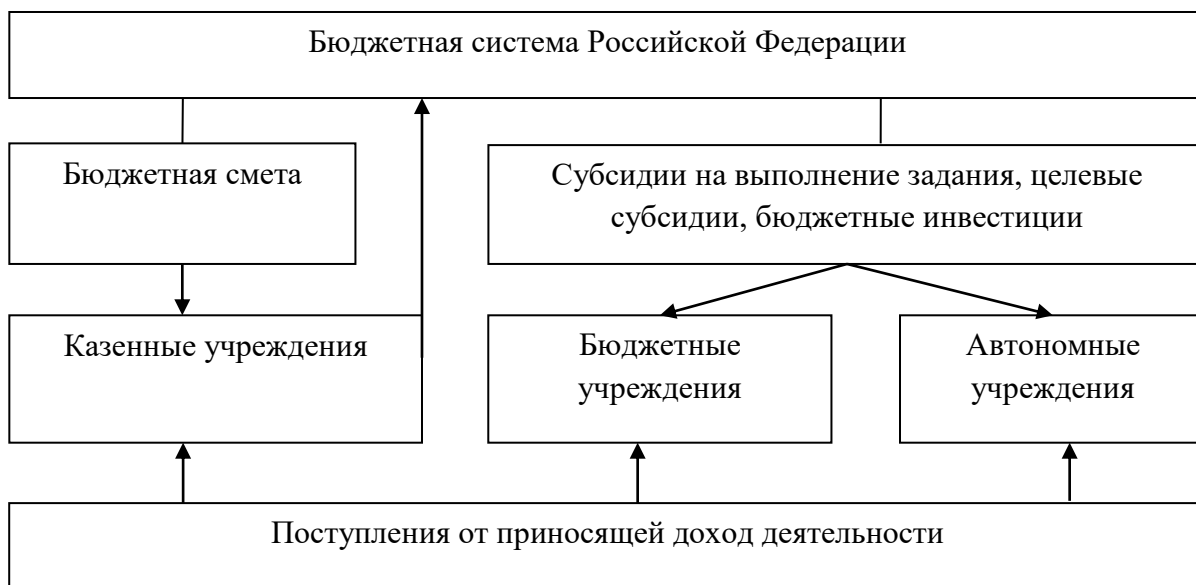 Бюджетная система Российской Федерации
Бюджетная смета
Субсидии на выполнение задания, целевые
субсидии, бюджетные инвестиции
Казенные учреждения
Бюджетные
учреждения
Автономные
учреждения
Поступления от приносящей доход деятельности